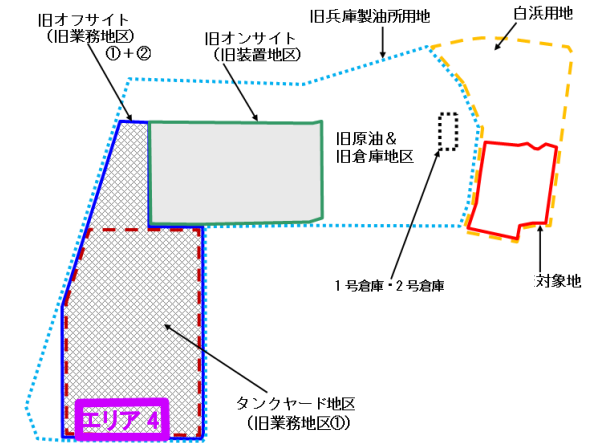 旧オフサイト
（旧業務地区）
①＋②
旧オンサイト
（旧装置地区）
旧兵庫製油所用地
白浜用地
旧原油＆
旧倉庫地区
１号倉庫・２号倉庫
対象地
タンクヤード地区
（旧業務地区①）
エリア 4